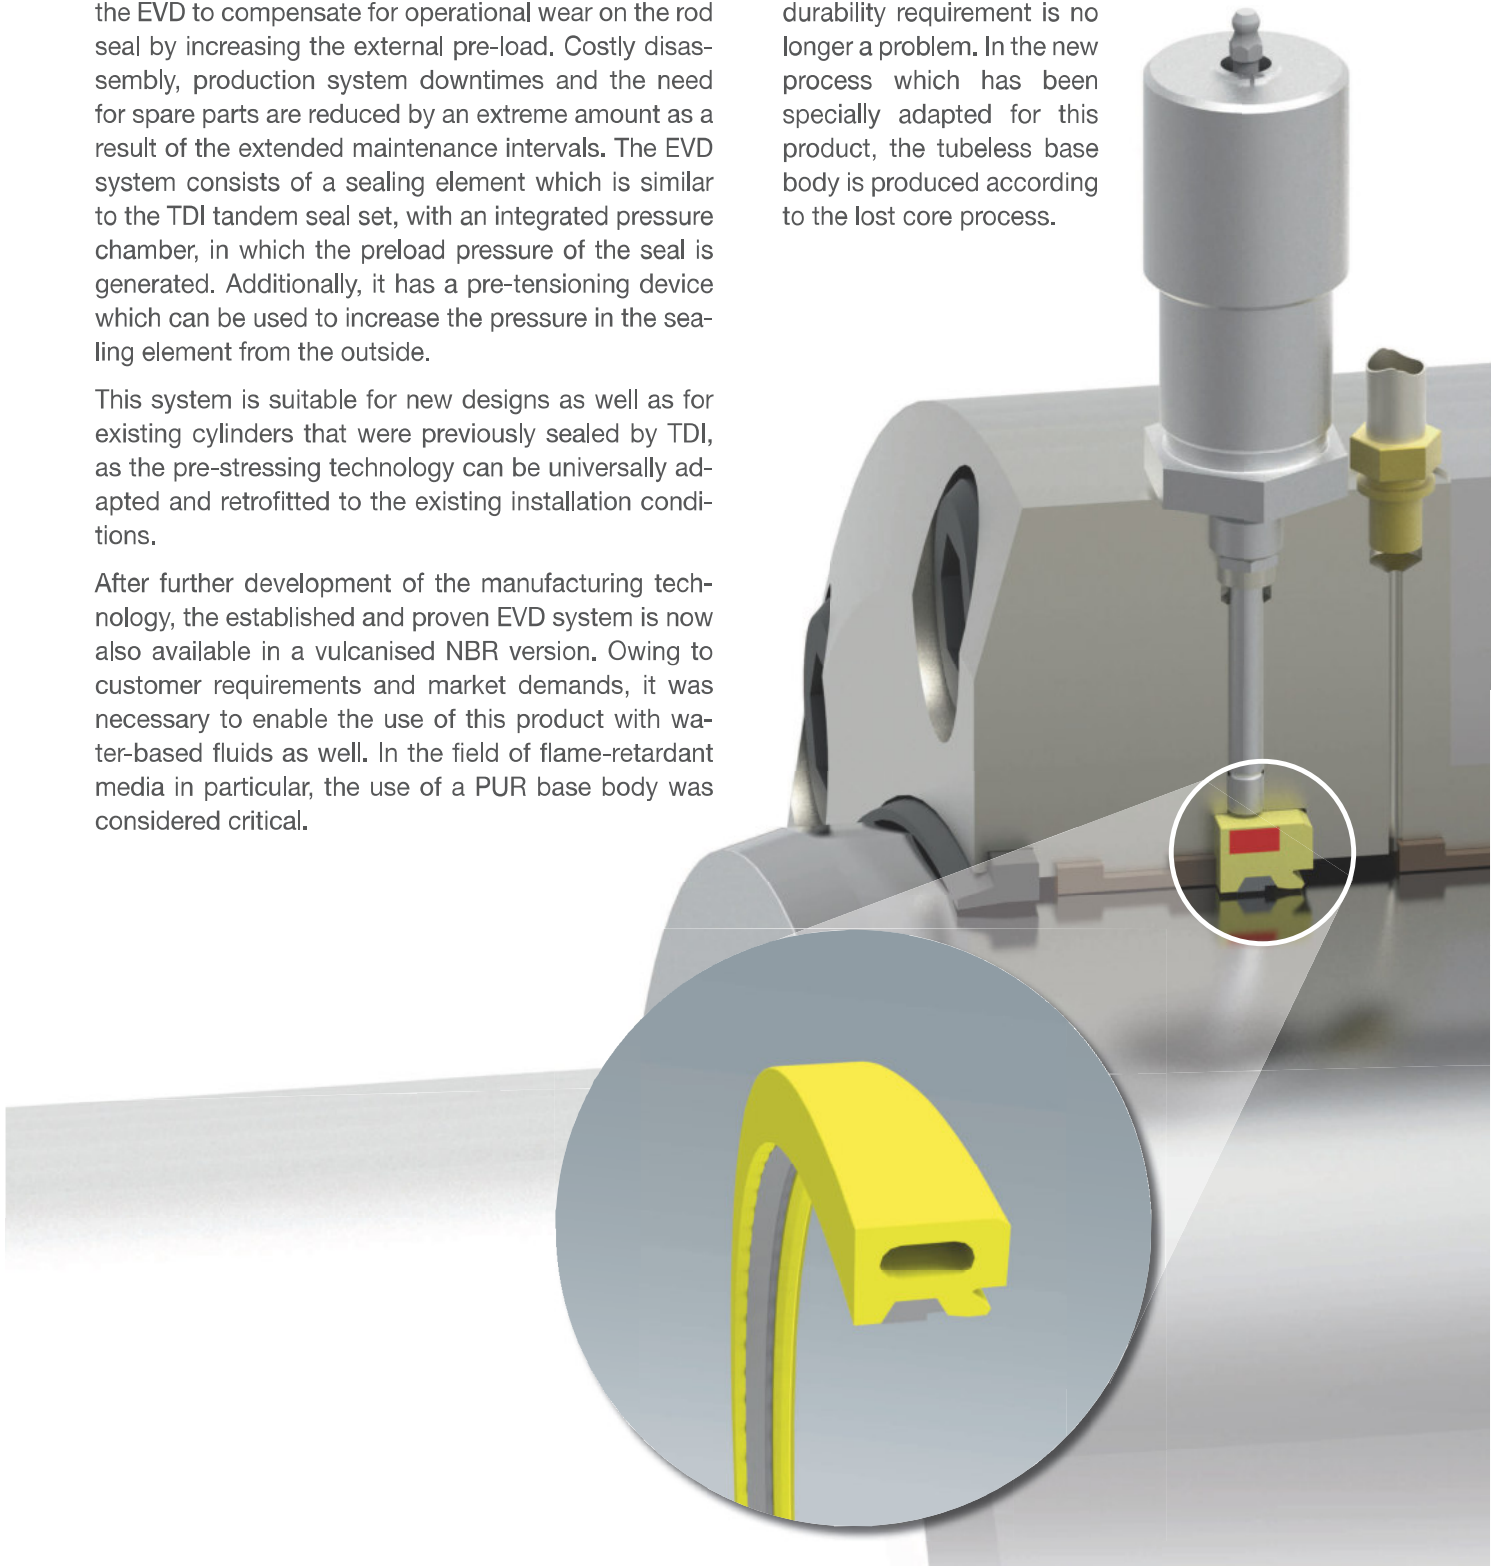 the EVD to compensate for operational wear on the rod
seal by increasing the external pre-load. Costly disas-
sembly, production system downtimes and the need
for spare parts are reduced by an extreme amount as a
result of the extended maintenance intervals. The EVD
system consists of a sealing element which is similar
to the TDI tandem seal set, with an integrated pressure
chamber, in which the preload pressure of the seal is
generated. Additionally, it has a pre-tensioning device
which can be used to increase the pressure in the sea-
ling element from the outside.
This system is suitable for new designs as well as for
existing cylinders that were previously sealed by TDI,
as the pre-stressing technology can be universally ad-
apted and retrofitted to the existing installation condi-
tions.
After further development of the manufacturing tech-
nology, the established and proven EVD system is now
also available in a vulcanised NBR version. Owing to
customer requirements and market demands, it was
necessary to enable the use of this product with wa-
ter-based fluids as well. In the field of flame-retardant
media in particular, the use of a PUR base body was
considered critical.
durability requirement is no
longer a problem. In the new
process which has been
specially adapted for this
product, the tubeless base
body is produced according
to the lost core process.